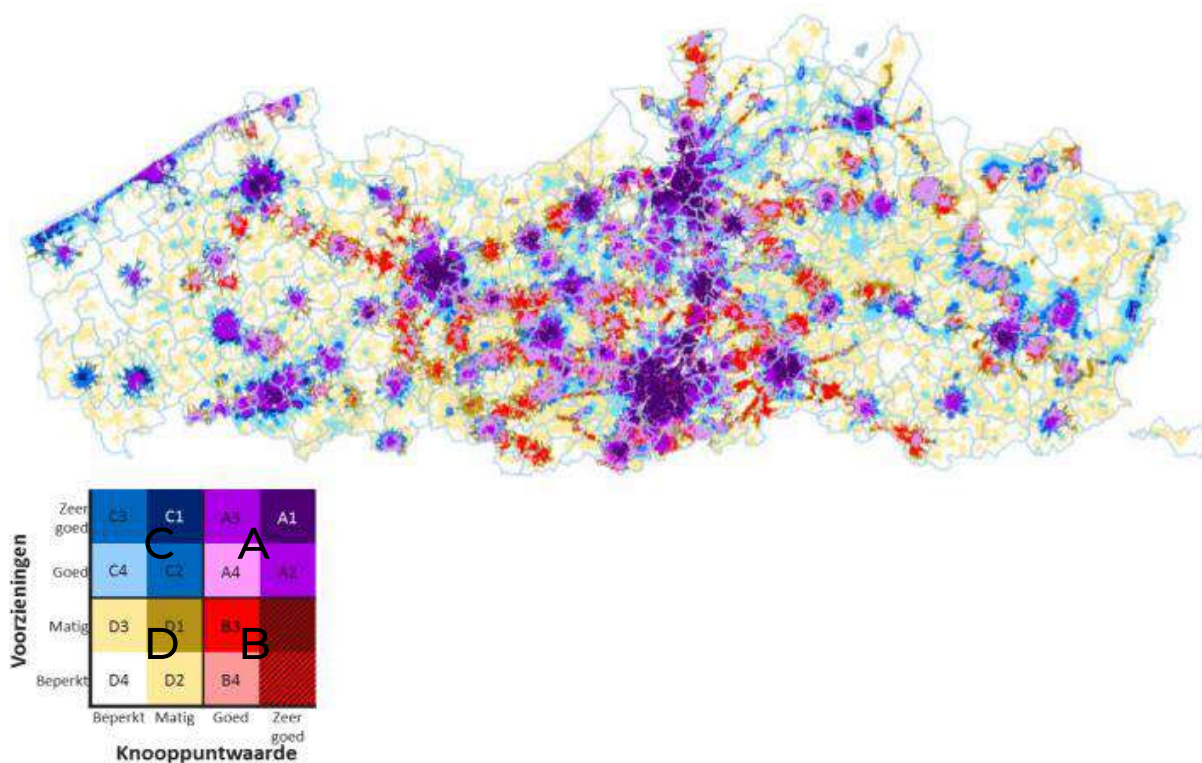 Voorzieningen
Zeer goed C3 C1 A3 A1
C A
Goed C4 C2 A4 A2
Matig D3 D1 B3
D B
Beperkt D4 D2 B4
Beperkt Matig Goed Zeer goed
Knooppuntwaarde